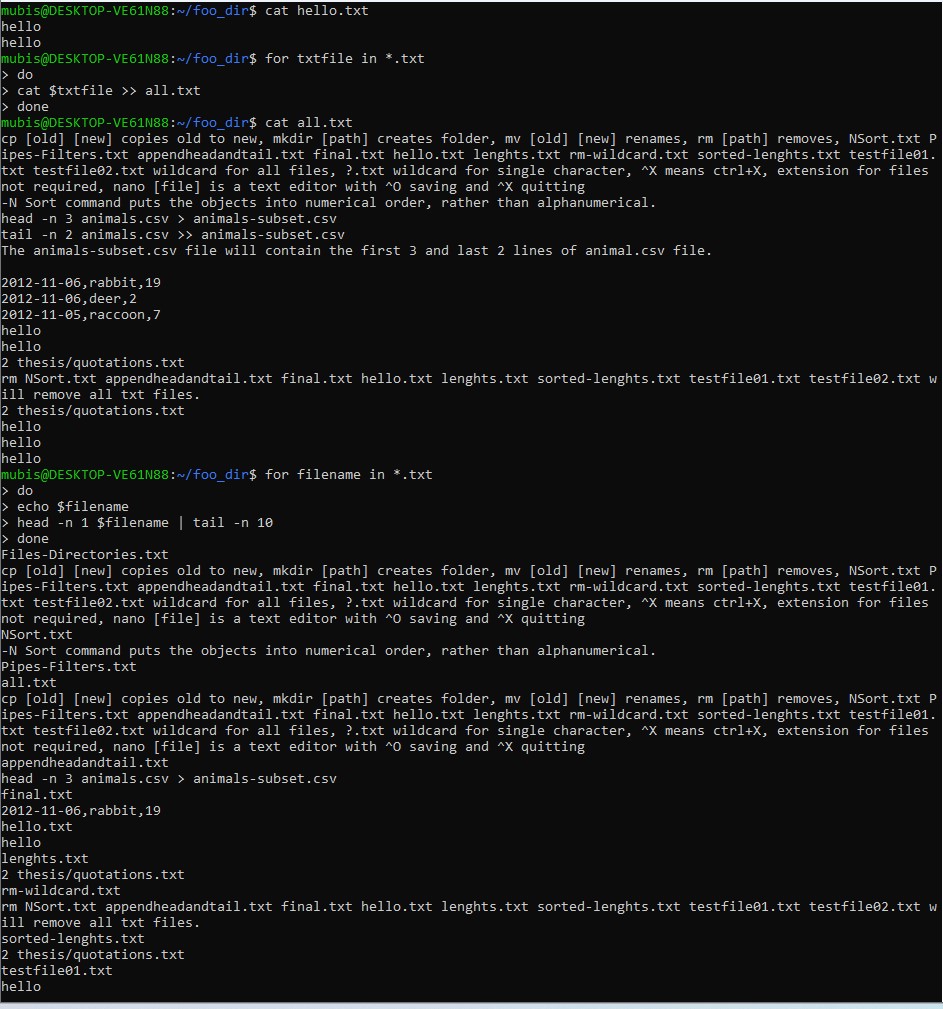 mubis@DESKTOP-VE61N88:~/foo_dir$ cat hello.txt
hello
hello
mubis@DESKTOP-VE61N88:~/foo_dir$ for txtfile in *.txt
> do
> cat $txtfile >> all.txt
> done
mubis@DESKTOP-VE61N88:~/foo_dir$ cat all.txt
cp [old] [new] copies old to new, mkdir [path] creates folder, mv [old] [new] renames, rm [path] removes, NSort.txt P
ipes-Filters.txt appendheadandtail.txt final.txt hello.txt lenghts.txt rm-wildcard.txt sorted-lenghts.txt testfile01.
txt testfile02.txt wildcard for all files, ?.txt wildcard for single character, ^X means ctrl+X, extension for files
not required, nano [file] is a text editor with ^O saving and ^X quitting
-N Sort command puts the objects into numerical order, rather than alphanumerical.
head -n 3 animals.csv > animals-subset.csv
tail -n 2 animals.csv >> animals-subset.csv
The animals-subset.csv file will contain the first 3 and last 2 lines of animal.csv file.

2012-11-06,rabbit,19
2012-11-06,deer,2
2012-11-05,raccoon,7
hello
hello
2 thesis/quotations.txt
rm NSort.txt appendheadandtail.txt final.txt hello.txt lenghts.txt sorted-lenghts.txt testfile01.txt testfile02.txt w
ill remove all txt files.
2 thesis/quotations.txt
hello
hello
hello
mubis@DESKTOP-VE61N88:~/foo_dir$ for filename in *.txt
> do
> echo $filename
> head -n 1 $filename | tail -n 10
> done
Files-Directories.txt
cp [old] [new] copies old to new, mkdir [path] creates folder, mv [old] [new] renames, rm [path] removes, NSort.txt P
ipes-Filters.txt appendheadandtail.txt final.txt hello.txt lenghts.txt rm-wildcard.txt sorted-lenghts.txt testfile01.
txt testfile02.txt wildcard for all files, ?.txt wildcard for single character, ^X means ctrl+X, extension for files
not required, nano [file] is a text editor with ^O saving and ^X quitting
NSort.txt
-N Sort command puts the objects into numerical order, rather than alphanumerical.
Pipes-Filters.txt
all.txt
cp [old] [new] copies old to new, mkdir [path] creates folder, mv [old] [new] renames, rm [path] removes, NSort.txt P
ipes-Filters.txt appendheadandtail.txt final.txt hello.txt lenghts.txt rm-wildcard.txt sorted-lenghts.txt testfile01.
txt testfile02.txt wildcard for all files, ?.txt wildcard for single character, ^X means ctrl+X, extension for files
not required, nano [file] is a text editor with ^O saving and ^X quitting
appendheadandtail.txt
head -n 3 animals.csv > animals-subset.csv
final.txt
2012-11-06,rabbit,19
hello.txt
hello
lenghts.txt
2 thesis/quotations.txt
rm-wildcard.txt
rm NSort.txt appendheadandtail.txt final.txt hello.txt lenghts.txt sorted-lenghts.txt testfile01.txt testfile02.txt w
ill remove all txt files.
sorted-lenghts.txt
2 thesis/quotations.txt
testfile01.txt
hello